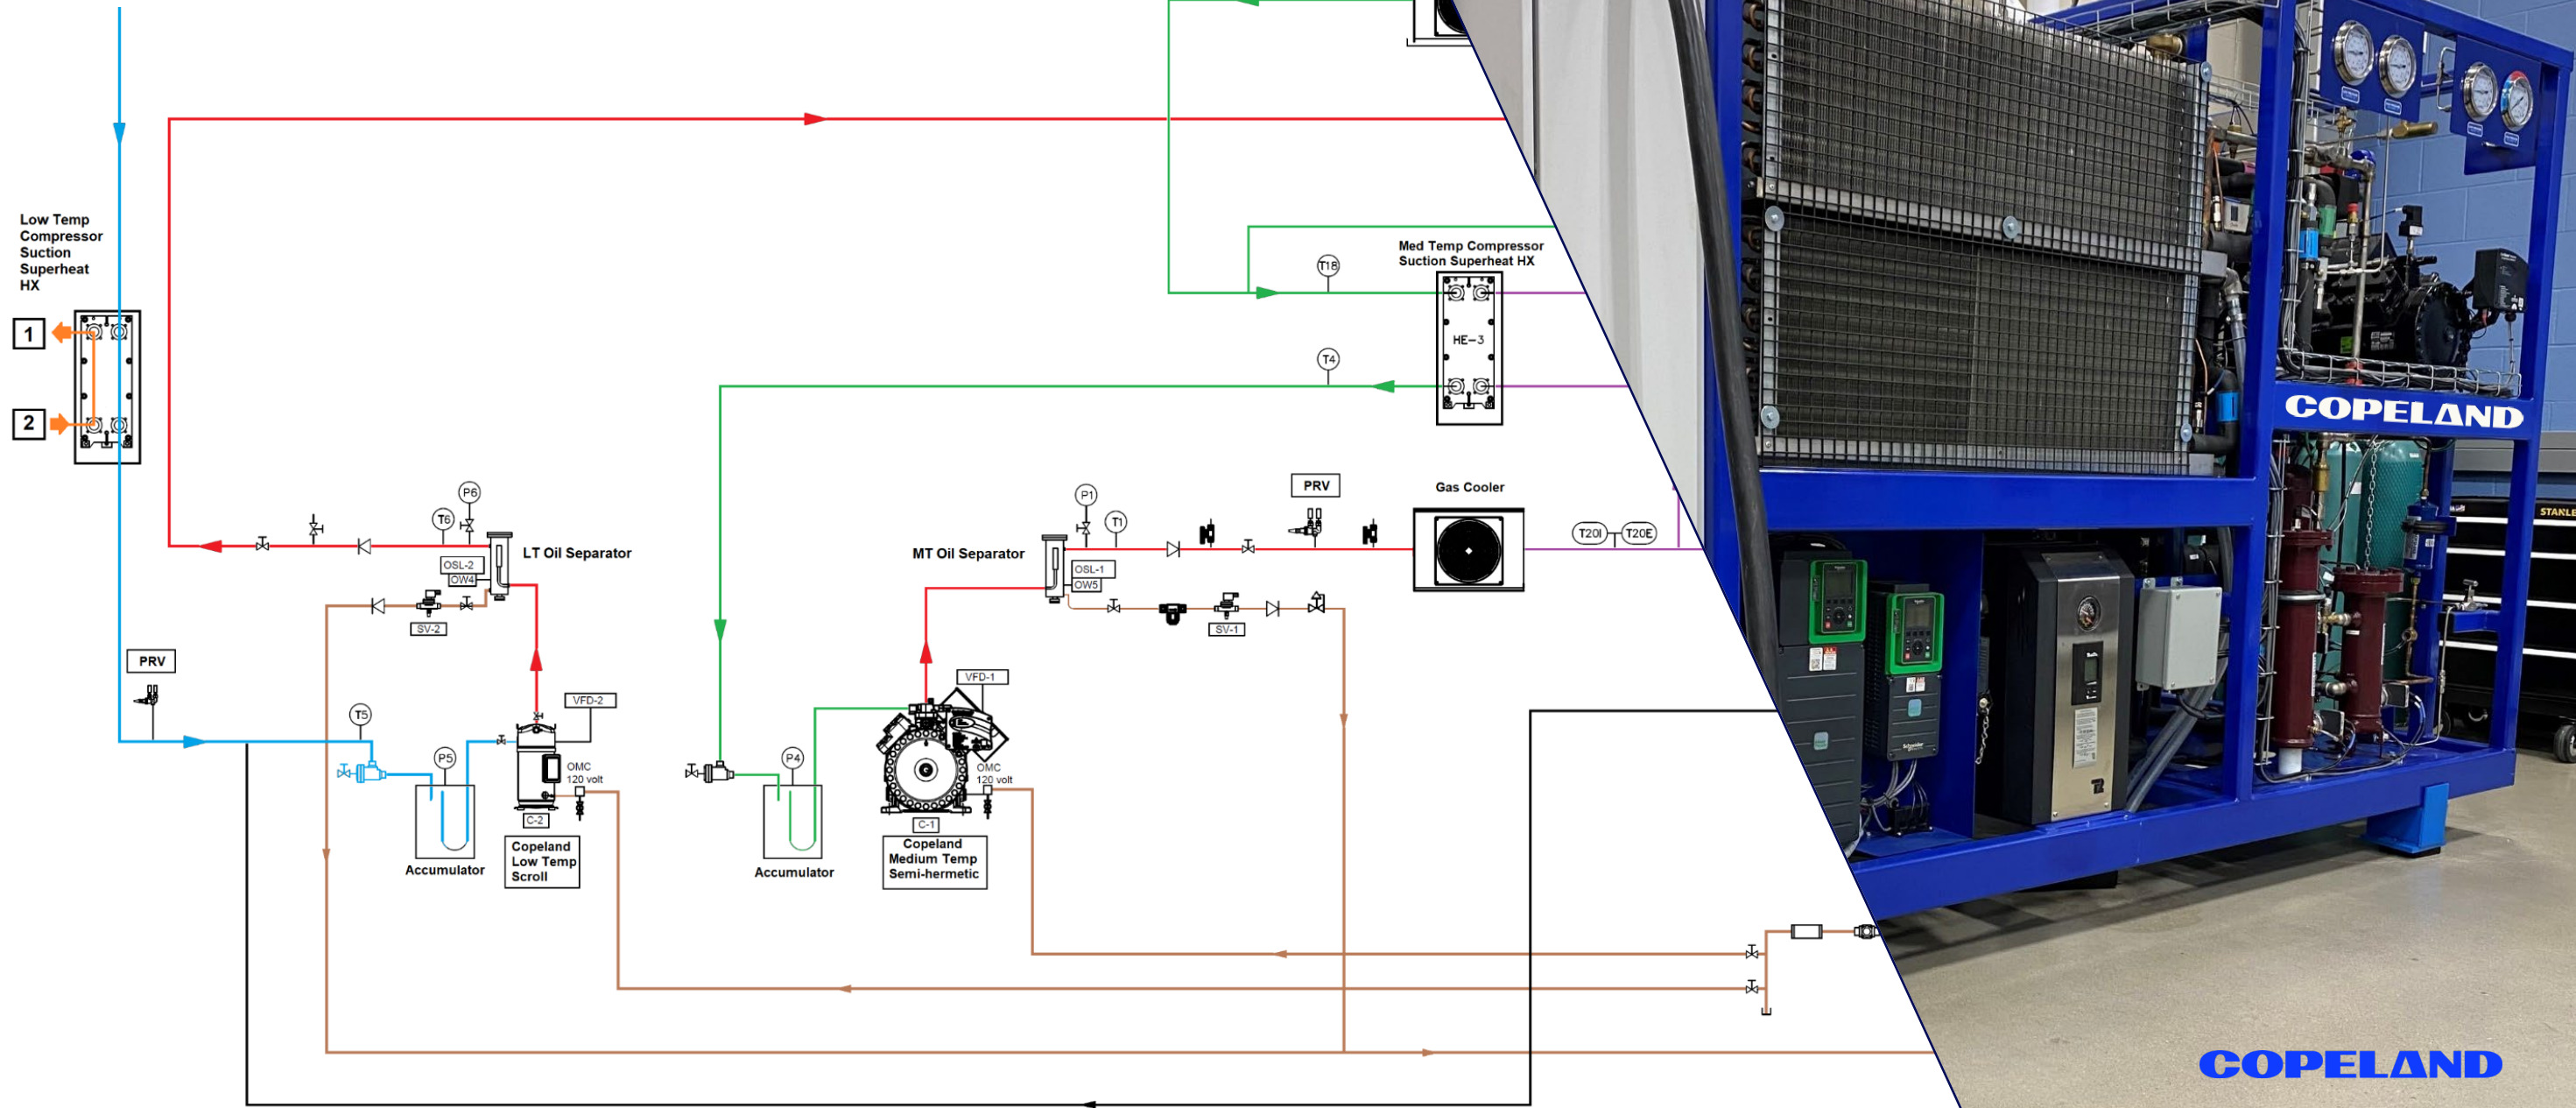 Low Temp
Compressor
Suction
Superheat
HX
1
2
Med Temp Compressor
Suction Superheat HX
T18
HE-3
T4
P6
T6
LT Oil Separator
OSL-2
OW4
SV-2
P1
T1
PRV
Gas Cooler
MT Oil Separator
OSL-1
OW5
SV-1
T20I
T20E
PRV
T5
P5
VFD-2
OMC
120 volt
C-2
Accumulator
Copeland
Low Temp
Scroll
P4
VFD-1
OMC
120 volt
C-1
Accumulator
Copeland
Medium Temp
Semi-hermetic
COPELAND
STANLE
Schneider
COPELAND